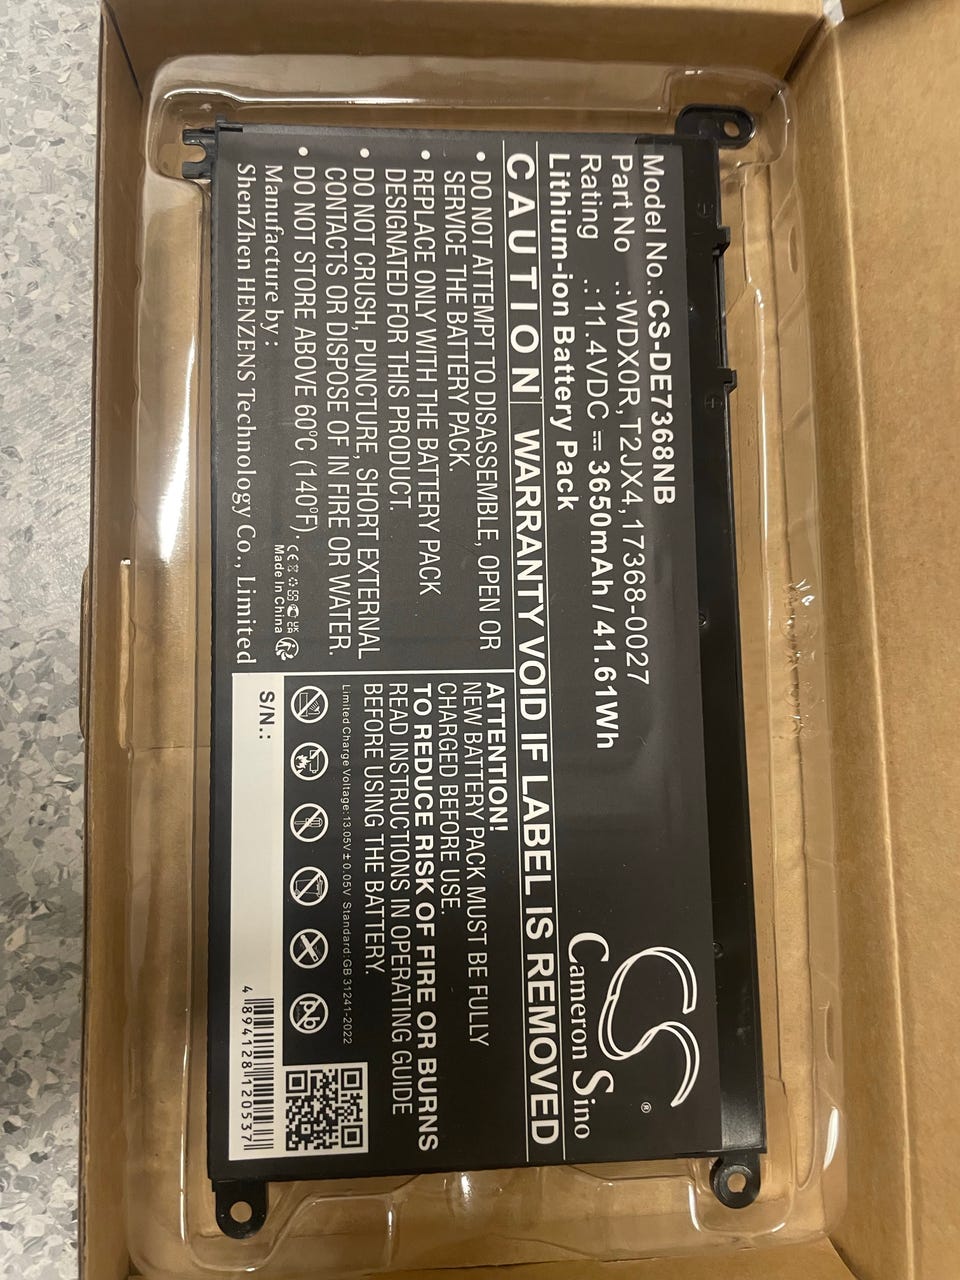 Model No.: CS-DE7368NB
Part No .: WDX0R,T2JX4,17368-0027
Rating .: 11.4VDC ⎓ 3650mAh / 41.61Wh
Lithium-ion Battery Pack
CS
®
Cameron Sino
CAUTION WARRANTY VOID IF LABEL IS REMOVED
• DO NOT ATTEMPT TO DISASSEMBLE, OPEN OR
SERVICE THE BATTERY PACK.
• REPLACE ONLY WITH THE BATTERY PACK
DESIGNATED FOR THIS PRODUCT.
• DO NOT CRUSH, PUNCTURE, SHORT EXTERNAL
CONTACTS OR DISPOSE OF IN FIRE OR WATER.
• DO NOT STORE ABOVE 60°C (140°F).
Manufacture by :
Made In China
ShenZhen HENZENS Technology Co., Limited
ATTENTION!
NEW BATTERY PACK MUST BE FULLY
CHARGED BEFORE USE.
TO REDUCE RISK OF FIRE OR BURNS
READ INSTRUCTIONS IN OPERATING GUIDE
BEFORE USING THE BATTERY.
Limited Charge Voltage:13.05V±0.05V Standard:GB 31241-2022
Pb
S/N.:
4 894128 120537